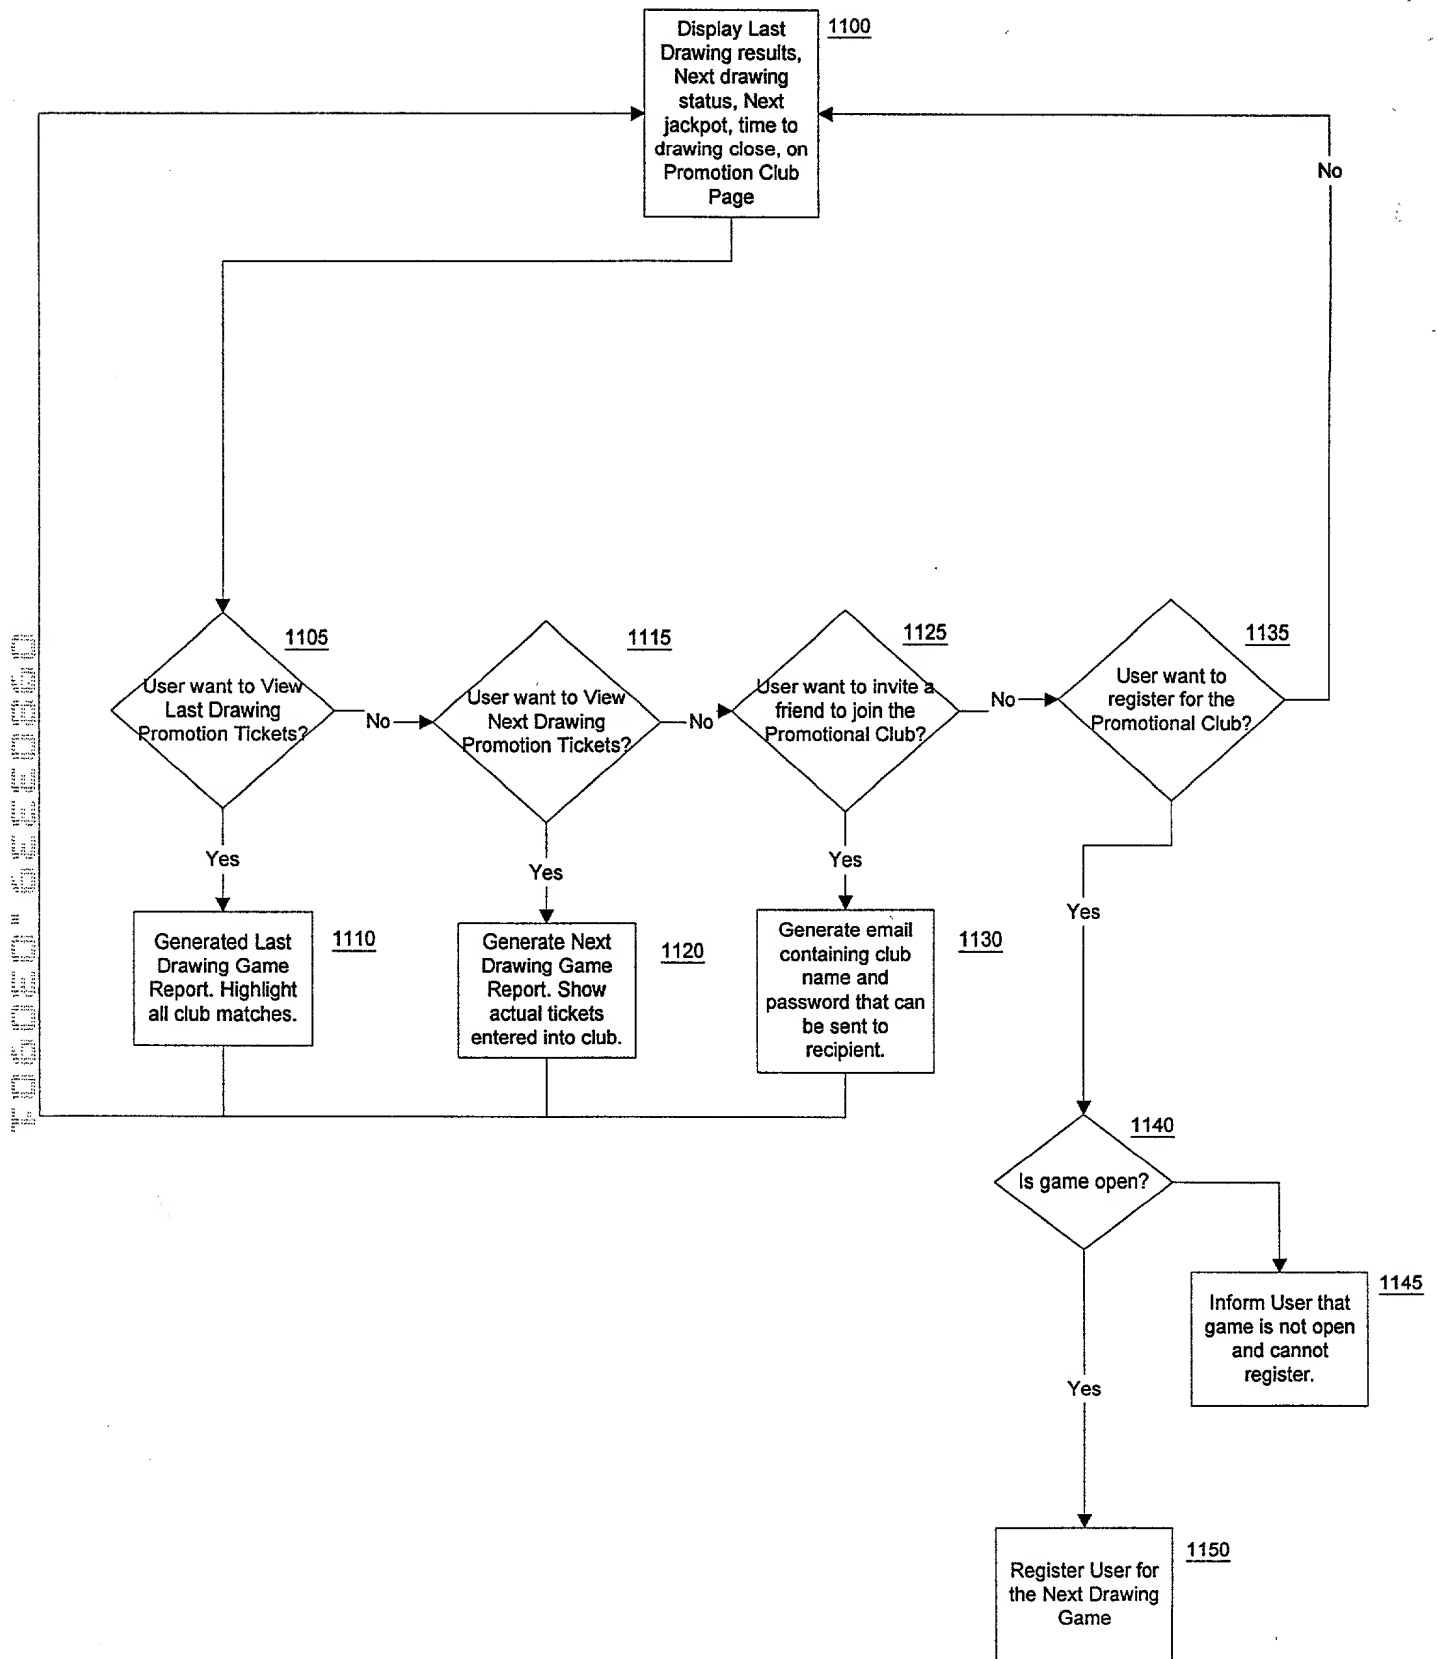 Display Last
Drawing results,
Next drawing
status, Next
jackpot, time to
drawing close, on
Promotion Club
Page
1100
No
1105
User want to View
Last Drawing
Promotion Tickets?
No
1115
User want to View
Next Drawing
Promotion Tickets?
No
1125
User want to invite a
friend to join the
Promotional Club?
No
1135
User want to
register for the
Promotional Club?
Yes
Yes
Yes
Yes
Generated Last
Drawing Game
Report. Highlight
all club matches.
1110
Generate Next
Drawing Game
Report. Show
actual tickets
entered into club.
1120
Generate email
containing club
name and
password that can
be sent to
recipient.
1130
1140
Is game open?
Inform User that
game is not open
and cannot
register.
1145
Yes
Register User for
the Next Drawing
Game
1150